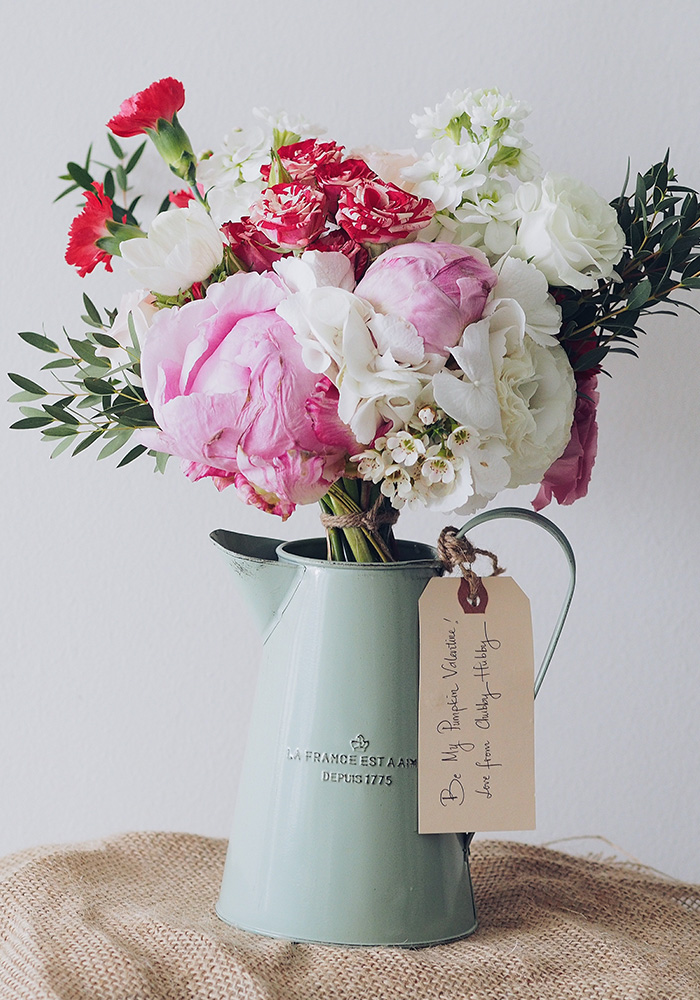 LA FRANCE EST A AIM
DEPUIS 1775
Be My Pumpkin Valentine!
Love from Chubby Hubby